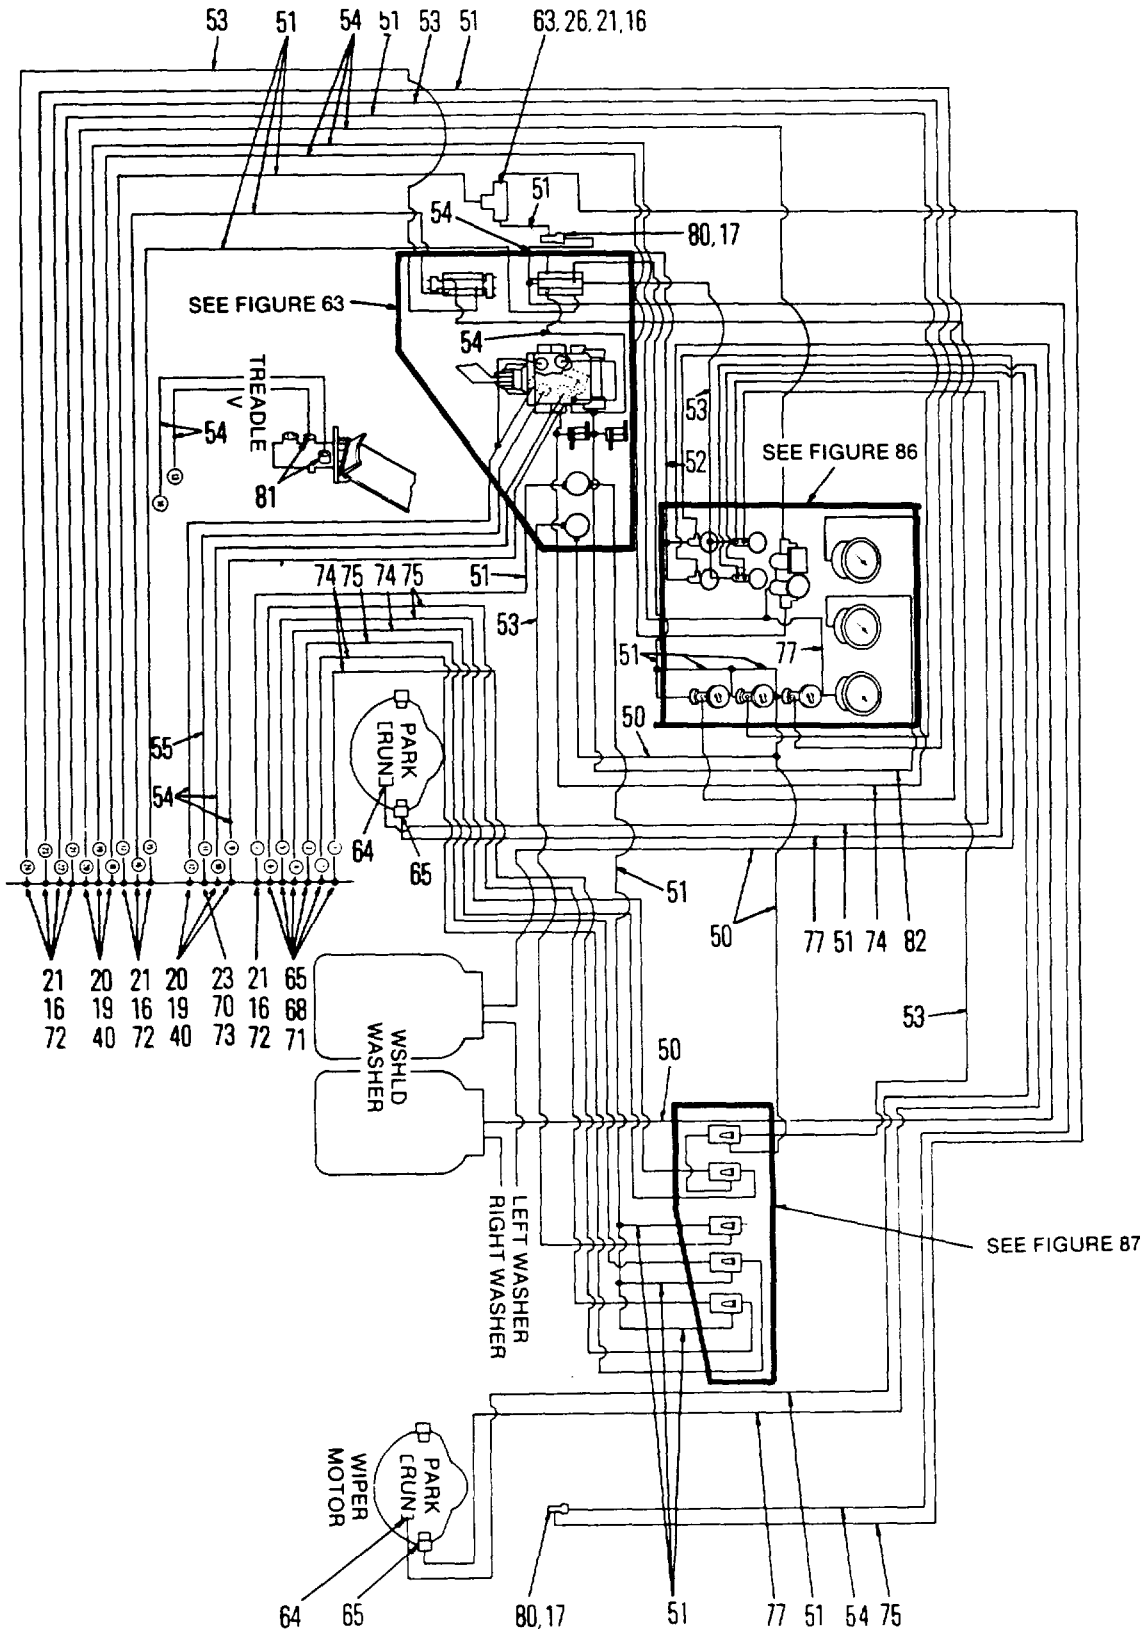 53 51 54 51 53 51 63, 26, 21, 16
51
54
80, 17
SEE FIGURE 63
54
TREADLE
V
54
81
53
52
SEE FIGURE 86
74 75 74 75
51
53
51
77
50
PARK
RUN
55
54
64
65
51
50
77 51 74 82
21 20 21 20 23 21 65
16 19 16 19 70 16 68
72 40 72 40 73 72 71
53
WSHLD
WASHER
50
LEFT WASHER
RIGHT WASHER
SEE FIGURE 87
WIPER
MOTOR
PARK
RUN
64 65 80, 17 51 77 51 54 75